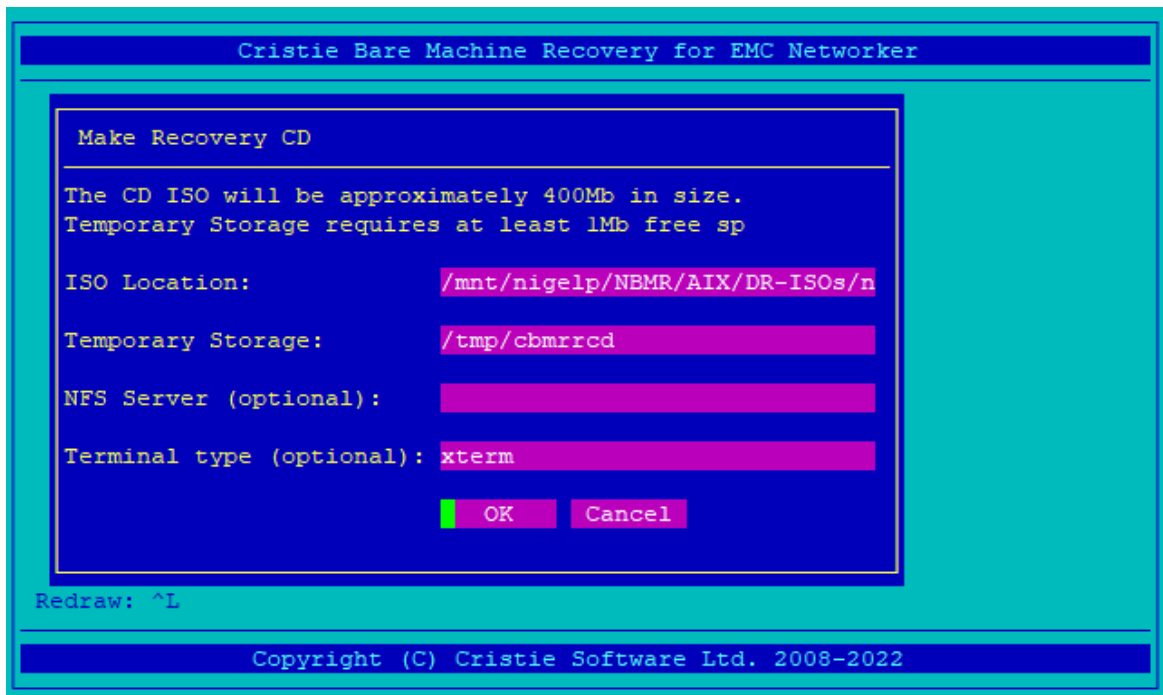 Cristie Bare Machine Recovery for EMC Networker
Make Recovery CD
The CD ISO will be approximately 400Mb in size.
Temporary Storage requires at least 1Mb free sp
ISO Location: /mnt/nigelp/NBMR/AIX/DR-ISOs/n
Temporary Storage: /tmp/cbmrrcd
NFS Server (optional):
Terminal type (optional): xterm
OK Cancel
Redraw: ^L
Copyright (C) Cristie Software Ltd. 2008-2022